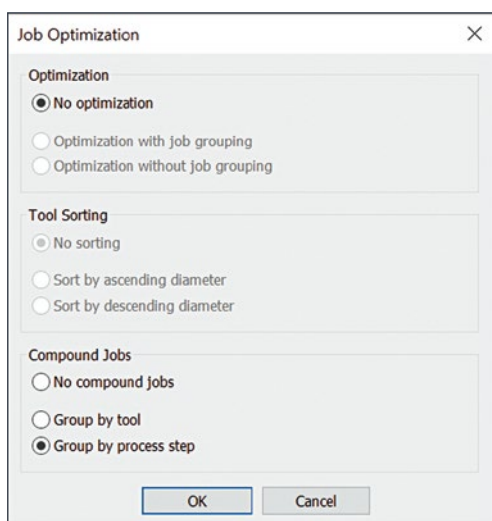 Job Optimization
Optimization
No optimization
Optimization with job grouping
Optimization without job grouping
Tool Sorting
No sorting
Sort by ascending diameter
Sort by descending diameter
Compound Jobs
No compound jobs
Group by tool
Group by process step
OK Cancel